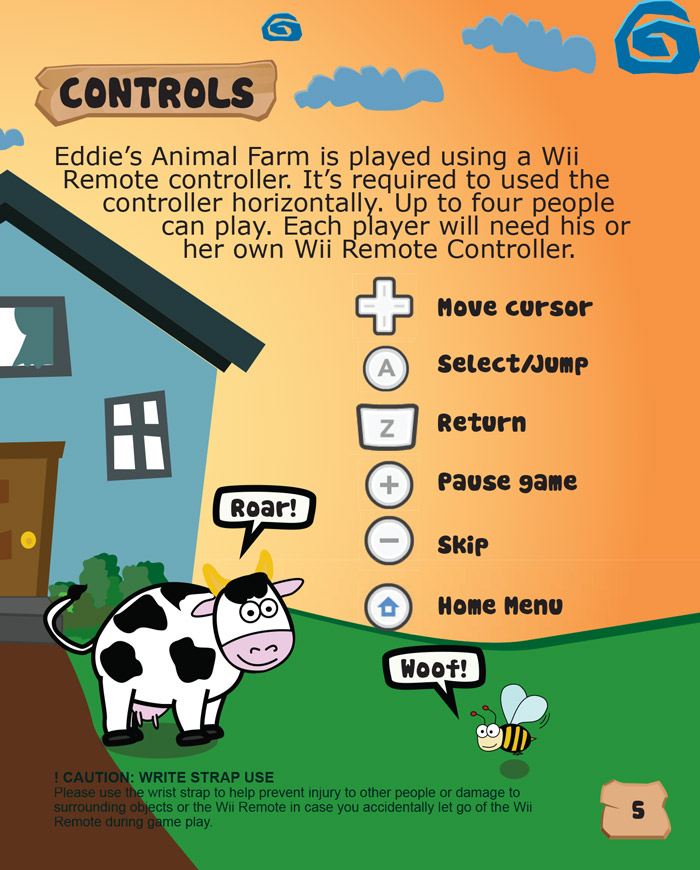 CONTROLS
Eddie’s Animal Farm is played using a Wii
Remote controller. It’s required to used the
controller horizontally. Up to four people
can play. Each player will need his or
her own Wii Remote Controller.
Move cursor
A Select/Jump
Z Return
+ Pause game
− Skip
Home Menu
Roar!
Woof!
! CAUTION: WRITE STRAP USE
Please use the wrist strap to help prevent injury to other people or damage to
surrounding objects or the Wii Remote in case you accidentally let go of the Wii
Remote during game play.
5